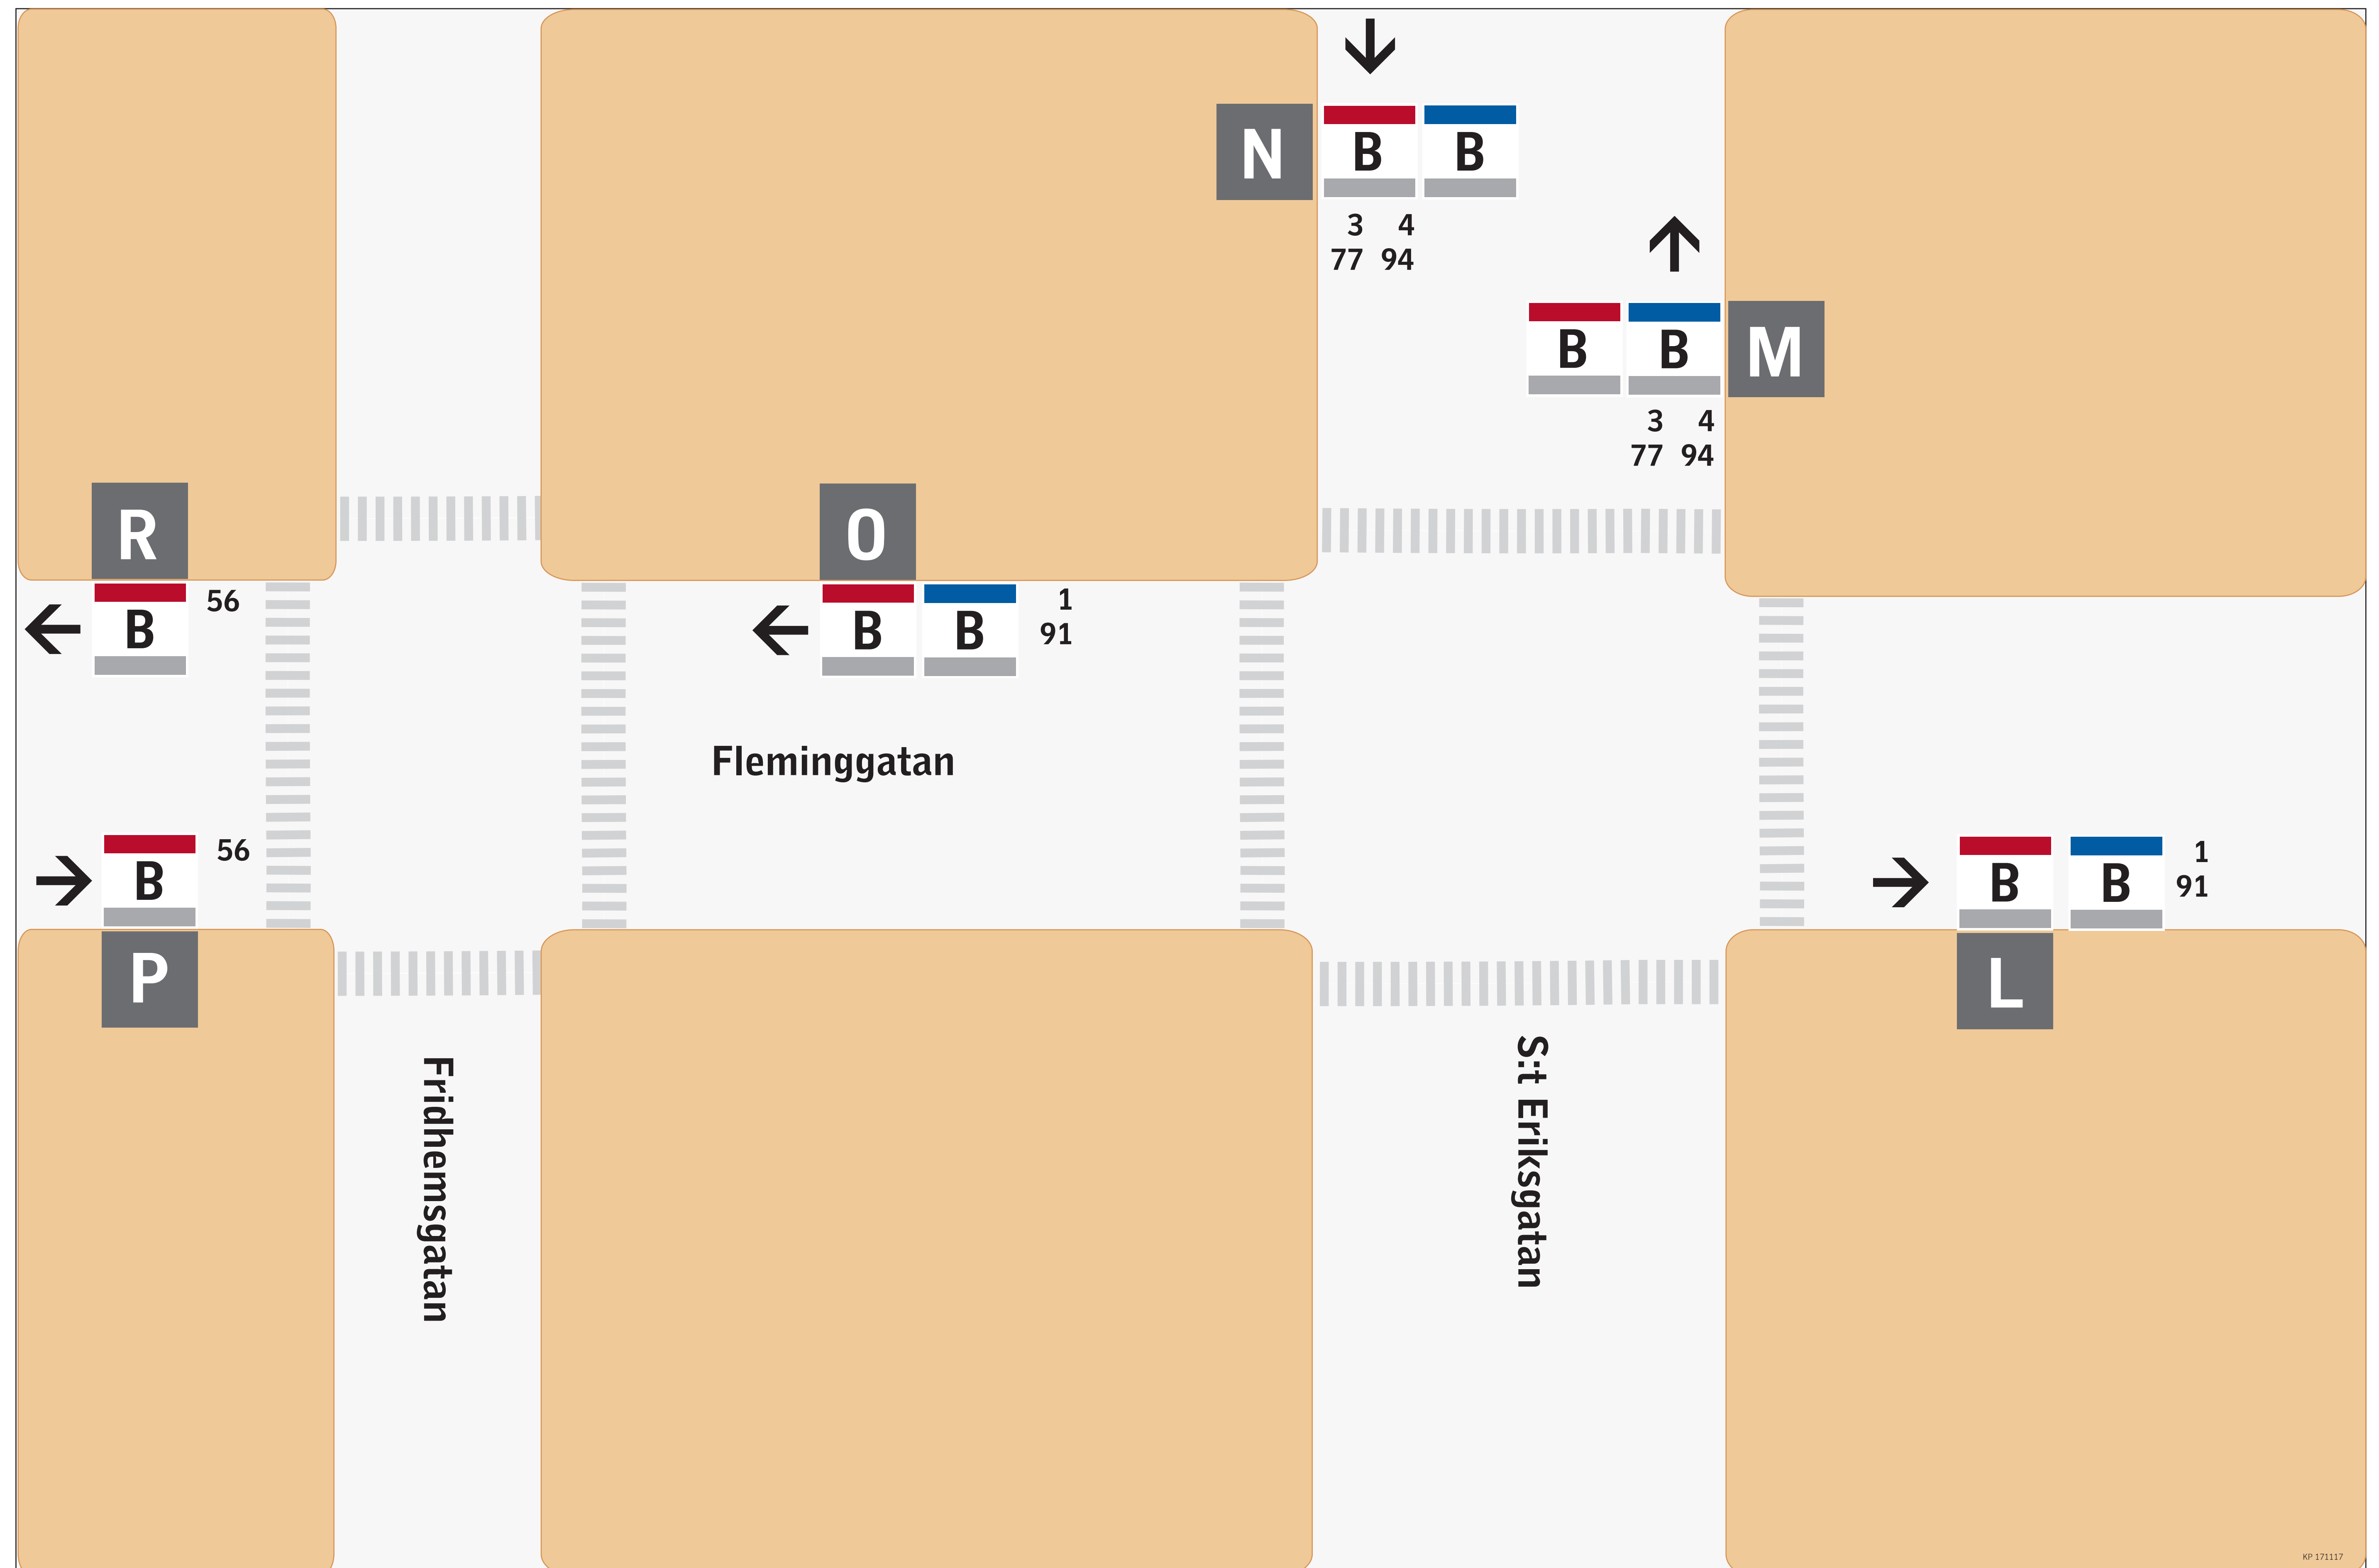 N
B
B
3 4
77 94
B
B
M
3 4
77 94
R
B
56
O
B
B
1
91
Fleminggatan
B
56
P
B
B
1
91
L
Fridhemsgatan
S:t Eriksgatan
KP 171117